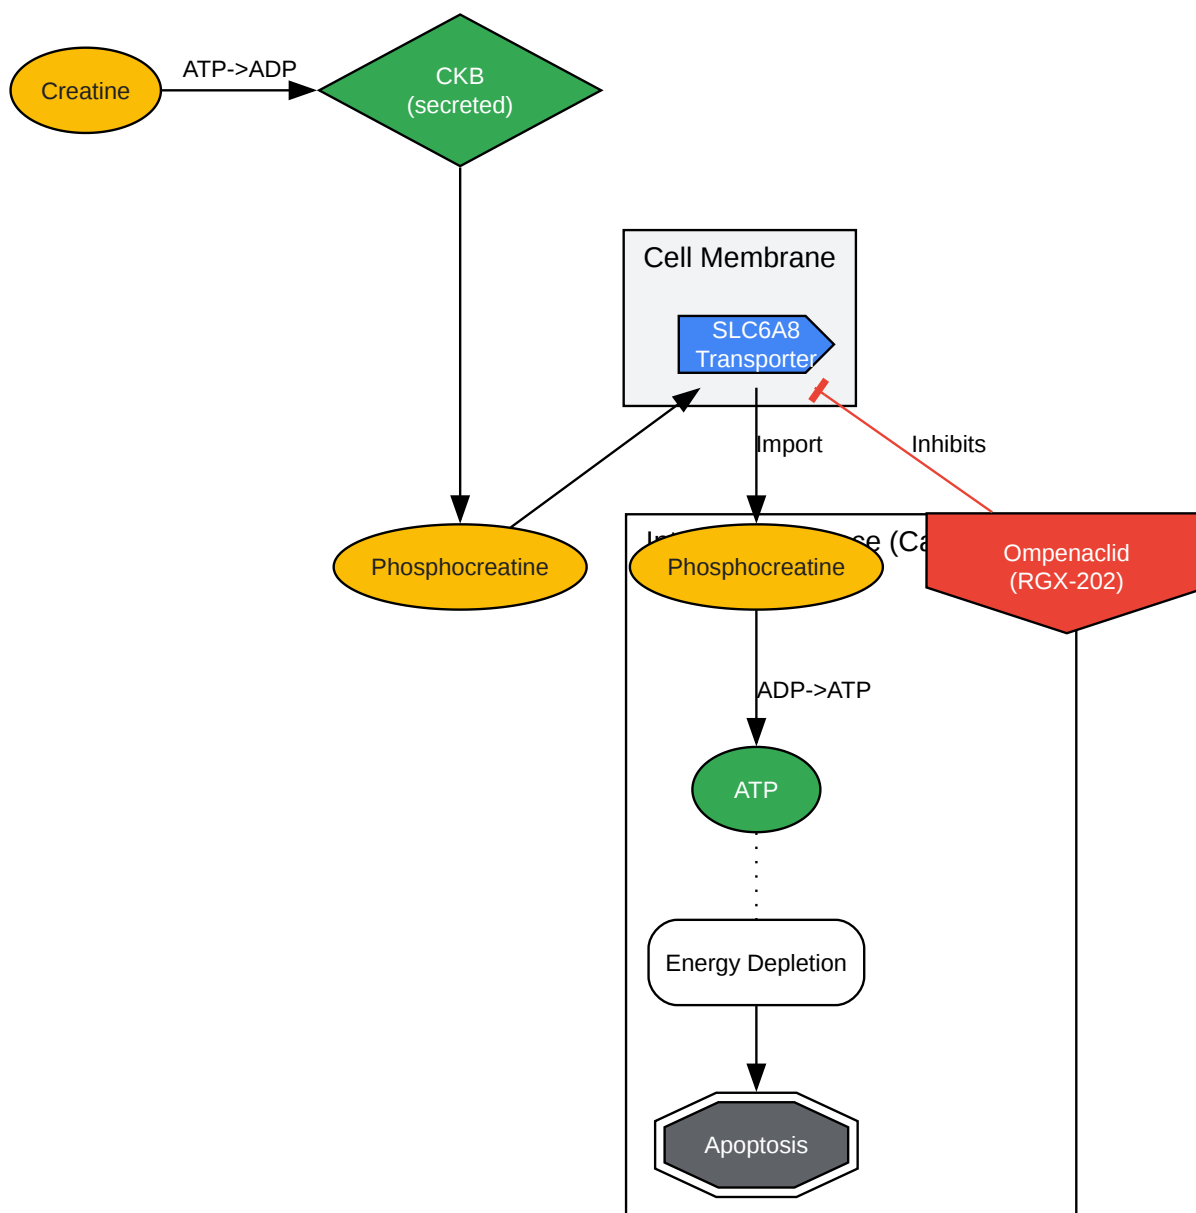 Creatine
ATP->ADP
CKB
(secreted)
Cell Membrane
SLC6A8
Transporter
Import
Inhibits
Phosphocreatine
Phosphocreatine
Ompenaclid
(RGX-202)
ADP->ATP
ATP
Energy Depletion
Apoptosis